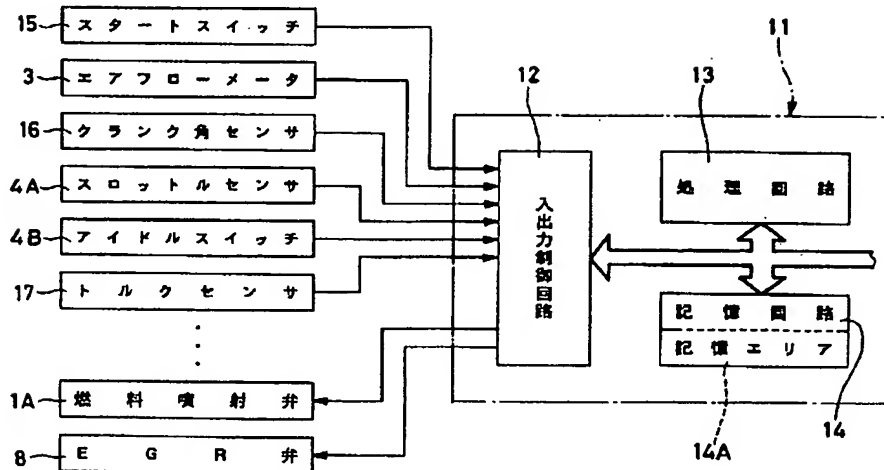 15 スタートスイッチ
3 エアフローメータ
16 クランク角センサ
4A スロットルセンサ
4B アイドルスイッチ
17 トルクセンサ
1A 燃料噴射弁
8 EGR弁
12
入出力制御回路
11
13
処理回路
記憶回路
記憶エリア
14
14A